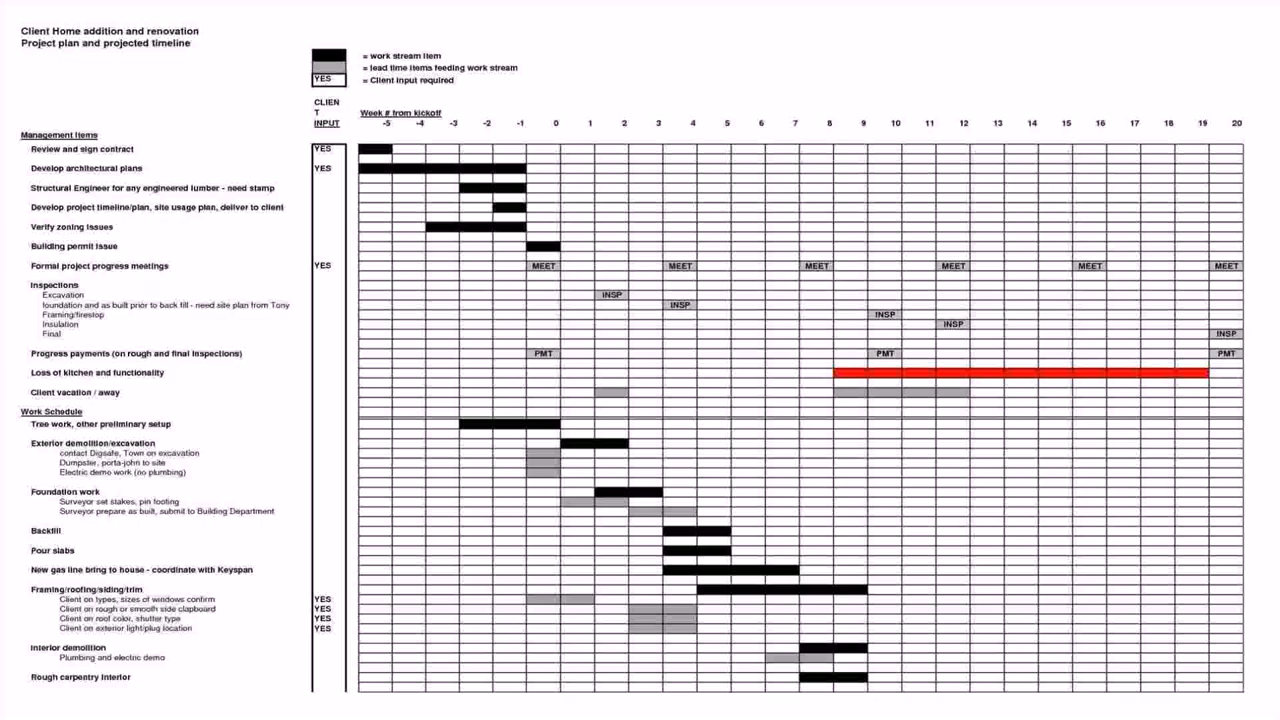 Client Home addition and renovation
Project plan and projected timeline
= work stream item
= lead time items feeding work stream
YES = Client input required
CLIEN
T Week # from kickoff
INPUT -5 -4 -3 -2 -1 0 1 2 3 4 5 6 7 8 9 10 11 12 13 14 15 16 17 18 19 20
Management Items
Review and sign contract YES
Develop architectural plans YES
Structural Engineer for any engineered lumber - need stamp
Develop project timeline/plan, site usage plan, deliver to client
Verify zoning issues
Building permit issue
Formal project progress meetings YES MEET MEET MEET MEET MEET MEET
Inspections
Excavation INSP
foundation and as built prior to back fill - need site plan from Tony INSP
Framing/firestop INSP
Insulation INSP
Final INSP
Progress payments (on rough and final inspections) PMT PMT PMT
Loss of kitchen and functionality
Client vacation / away
Work Schedule
Tree work, other preliminary setup
Exterior demolition/excavation
contact Digsafe, Town on excavation
Dumpster, porta-john to site
Electric demo work (no plumbing)
Foundation work
Surveyor set stakes, pin footing
Surveyor prepare as built, submit to Building Department
Backfill
Pour slabs
New gas line bring to house - coordinate with Keyspan
Framing/roofing/siding/trim
Client on types, sizes of windows confirm YES
Client on rough or smooth side clapboard YES
Client on roof color, shutter type YES
Client on exterior light/plug location YES
Interior demolition
Plumbing and electric demo
Rough carpentry interior